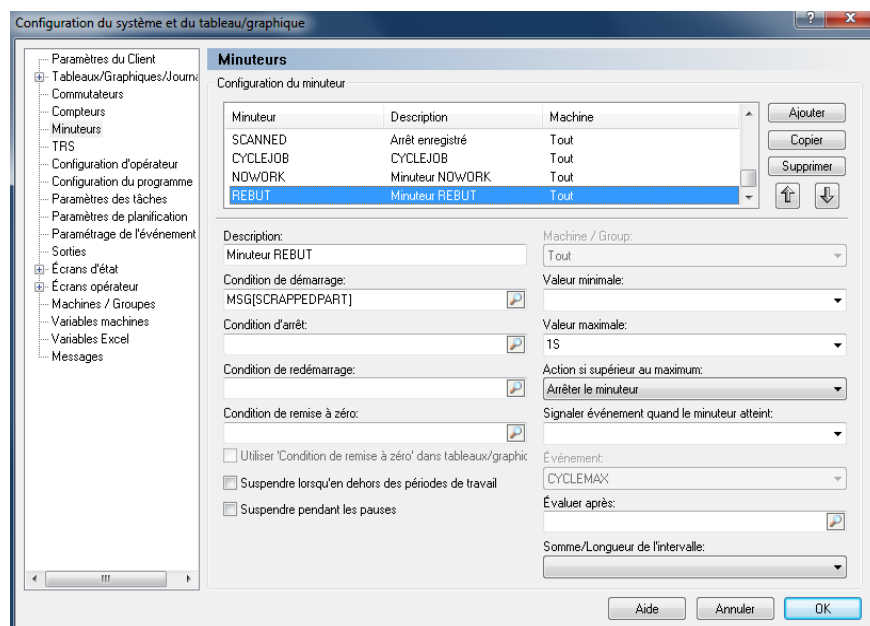 Configuration du système et du tableau/graphique
Paramètres du Client
Tableaux/Graphiques/Journa
Commutateurs
Compteurs
Minuteurs
TRS
Configuration d'opérateur
Configuration du programme
Paramètres des tâches
Paramètres de planification
Paramétrage de l'événement
Sorties
Écrans d'état
Écrans opérateur
Machines / Groupes
Variables machines
Variables Excel
Messages
Minuteurs
Configuration du minuteur
Minuteur Description Machine
SCANNED Arrêt enregistré Tout
CYCLEJOB CYCLEJOB Tout
NOWORK Minuteur NOWORK Tout
REBUT Minuteur REBUT Tout
Ajouter
Copier
Supprimer
Description:
Minuteur REBUT
Machine / Group:
Tout
Condition de démarrage:
MSG[SCRAPPEDPART]
Valeur minimale:
Condition d'arrêt:
Valeur maximale:
1S
Condition de redémarrage:
Action si supérieur au maximum:
Arrêter le minuteur
Condition de remise à zéro:
Signaler événement quand le minuteur atteint:
Utiliser 'Condition de remise à zéro' dans tableaux/graphic
Événement:
CYCLEMAX
Suspendre lorsqu'en dehors des périodes de travail
Suspendre pendant les pauses
Évaluer après:
Somme/Longueur de l'intervalle:
Aide
Annuler
OK